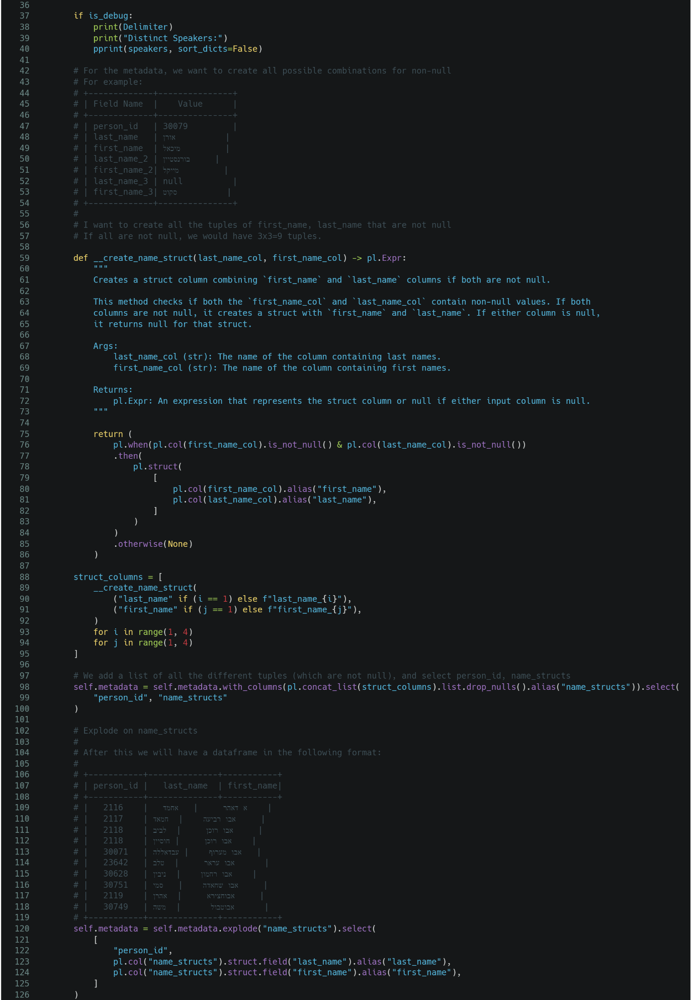 36
37         if is_debug:
38             print(Delimiter)
39             print("Distinct Speakers:")
40             pprint(speakers, sort_dicts=False)
41
42         # For the metadata, we want to create all possible combinations for non-null
43         # For example:
44         # +-------------+---------------+
45         # | Field Name  |    Value      |
46         # +-------------+---------------+
47         # | person_id   | 30079         |
48         # | last_name   | אורן          |
49         # | first_name  | מיכאל         |
50         # | last_name_2 | בורנסטיין     |
51         # | first_name_2| מייקל         |
52         # | last_name_3 | null          |
53         # | first_name_3| סקוט          |
54         # +-------------+---------------+
55         #
56         # I want to create all the tuples of first_name, last_name that are not null
57         # If all are not null, we would have 3x3=9 tuples.
58
59         def __create_name_struct(last_name_col, first_name_col) -> pl.Expr:
60             """
61             Creates a struct column combining `first_name` and `last_name` columns if both are not null.
62
63             This method checks if both the `first_name_col` and `last_name_col` contain non-null values. If both
64             columns are not null, it creates a struct with `first_name` and `last_name`. If either column is null,
65             it returns null for that struct.
66
67             Args:
68                 last_name_col (str): The name of the column containing last names.
69                 first_name_col (str): The name of the column containing first names.
70
71             Returns:
72                 pl.Expr: An expression that represents the struct column or null if either input column is null.
73             """
74
75             return (
76                 pl.when(pl.col(first_name_col).is_not_null() & pl.col(last_name_col).is_not_null())
77                 .then(
78                     pl.struct(
79                         [
80                             pl.col(first_name_col).alias("first_name"),
81                             pl.col(last_name_col).alias("last_name"),
82                         ]
83                     )
84                 )
85                 .otherwise(None)
86             )
87
88         struct_columns = [
89             __create_name_struct(
90                 ("last_name" if (i == 1) else f"last_name_{i}"),
91                 ("first_name" if (j == 1) else f"first_name_{j}"),
92             )
93             for i in range(1, 4)
94             for j in range(1, 4)
95         ]
96
97         # We add a list of all the different tuples (which are not null), and select person_id, name_structs
98         self.metadata = self.metadata.with_columns(pl.concat_list(struct_columns).list.drop_nulls().alias("name_structs")).select(
99             "person_id", "name_structs"
100         )
101
102         # Explode on name_structs
103         #
104         # After this we will have a dataframe in the following format:
105         #
106         # +-----------+--------------+-----------+
107         # | person_id |   last_name  | first_name|
108         # +-----------+--------------+-----------+
109         # |   2116    |   אחמד   |     א דאהר    |
110         # |   2117    | חמאד  |    אבו רביעה     |
111         # |   2118    | לביב  |     אבו רוכן     |
112         # |   2118    | חוסיין |     אבו רוכן    |
113         # |   30071   | עבדאללה |    אבו מערוף   |
114         # |   23642   | טלב  |     אבו עראר      |
115         # |   30628   | ניבין  |    אבו רחמון    |
116         # |   30751   | סמי   |    אבו שחאדה     |
117         # |   2119    | אהרן  |     אבוחצירא     |
118         # |   30749   | משה  |      אבוטבול      |
119         # +-----------+--------------+-----------+
120         self.metadata = self.metadata.explode("name_structs").select(
121             [
122                 "person_id",
123                 pl.col("name_structs").struct.field("last_name").alias("last_name"),
124                 pl.col("name_structs").struct.field("first_name").alias("first_name"),
125             ]
126         )